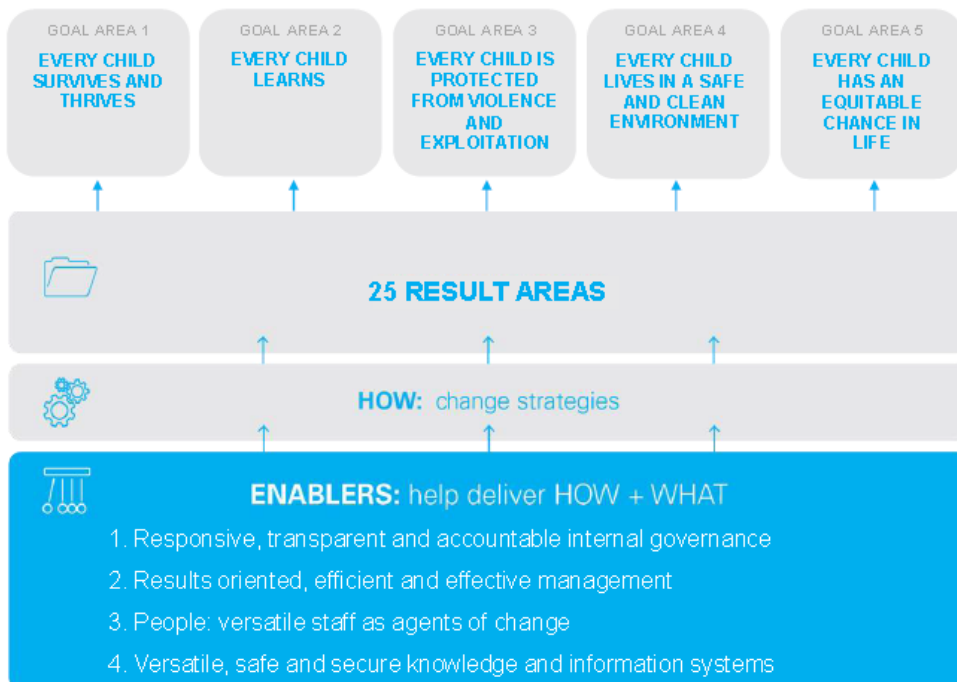 GOAL AREA 1
EVERY CHILD
SURVIVES AND
THRIVES
GOAL AREA 2
EVERY CHILD
LEARNS
GOAL AREA 3
EVERY CHILD IS
PROTECTED
FROM VIOLENCE
AND
EXPLOITATION
GOAL AREA 4
EVERY CHILD
LIVES IN A SAFE
AND CLEAN
ENVIRONMENT
GOAL AREA 5
EVERY CHILD
HAS AN
EQUITABLE
CHANCE IN
LIFE
25 RESULT AREAS
HOW: change strategies
ENABLERS: help deliver HOW + WHAT
1. Responsive, transparent and accountable internal governance
2. Results oriented, efficient and effective management
3. People: versatile staff as agents of change
4. Versatile, safe and secure knowledge and information systems